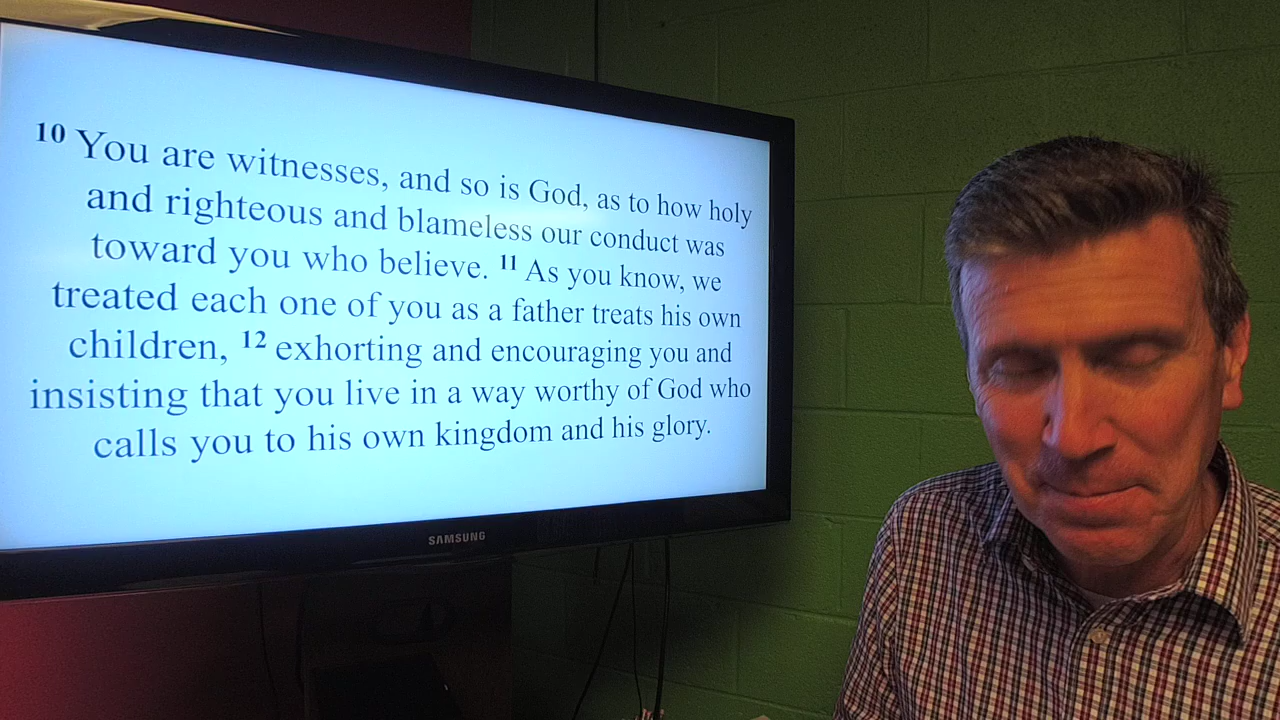 10 You are witnesses, and so is God, as to how holy
and righteous and blameless our conduct was
toward you who believe. 11 As you know, we
treated each one of you as a father treats his own
children, 12 exhorting and encouraging you and
insisting that you live in a way worthy of God who
calls you to his own kingdom and his glory.
SAMSUNG